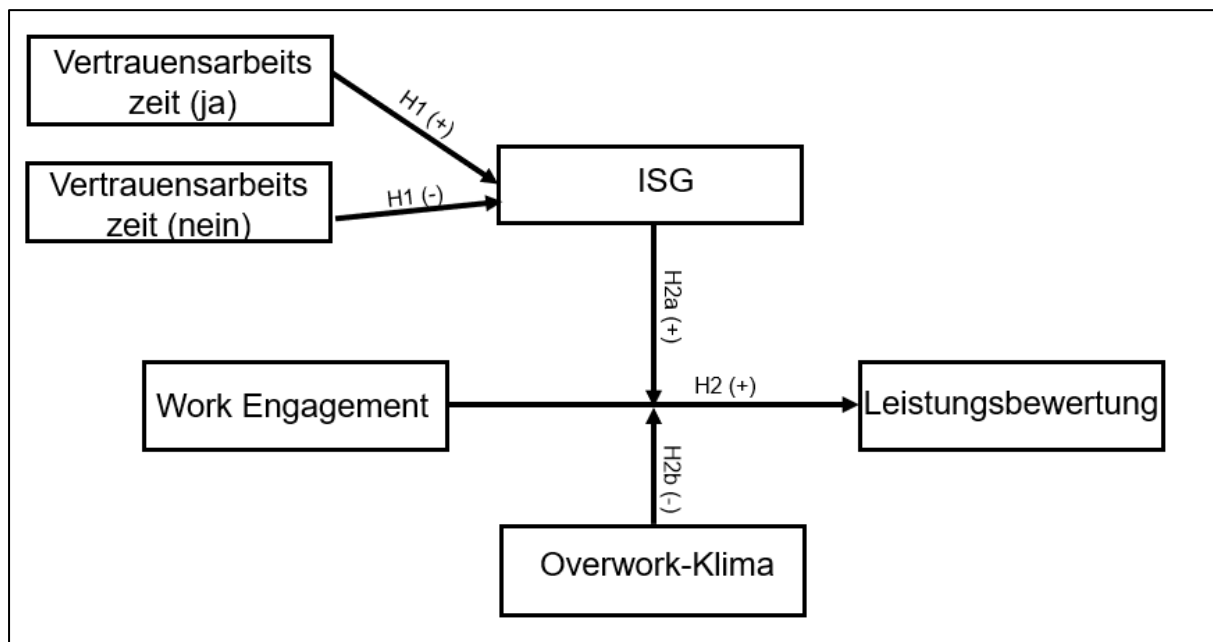 Vertrauensarbeits
zeit (ja)
H1 (+)
Vertrauensarbeits
zeit (nein)
H1 (-)
ISG
H2a (+)
Work Engagement
H2 (+)
Leistungsbewertung
H2b (-)
Overwork-Klima